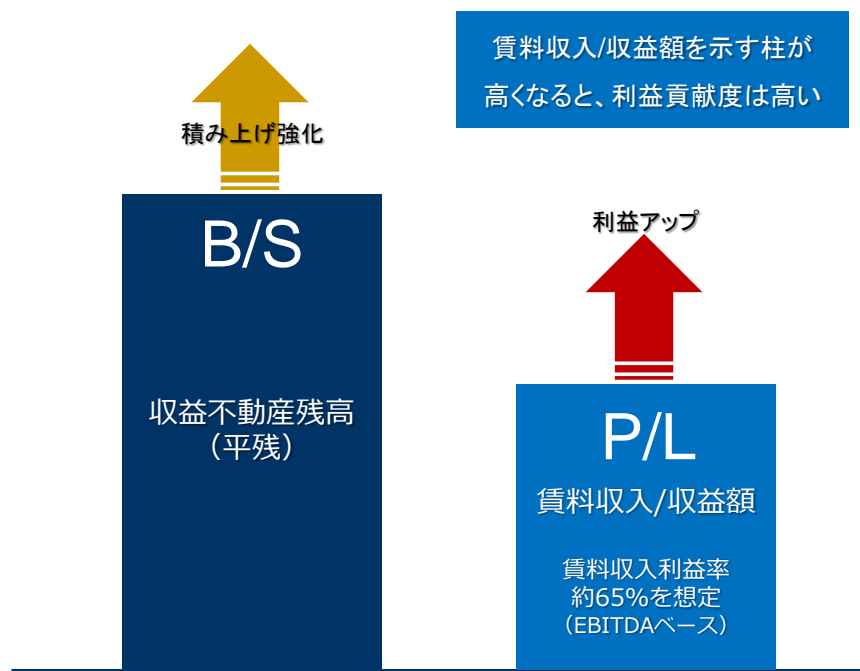 賃料収入/収益額を示す柱が
高くなると、利益貢献度は高い
積み上げ強化
B/S
収益不動産残高
（平残）
利益アップ
P/L
賃料収入/収益額
賃料収入利益率
約65%を想定
（EBITDAベース）